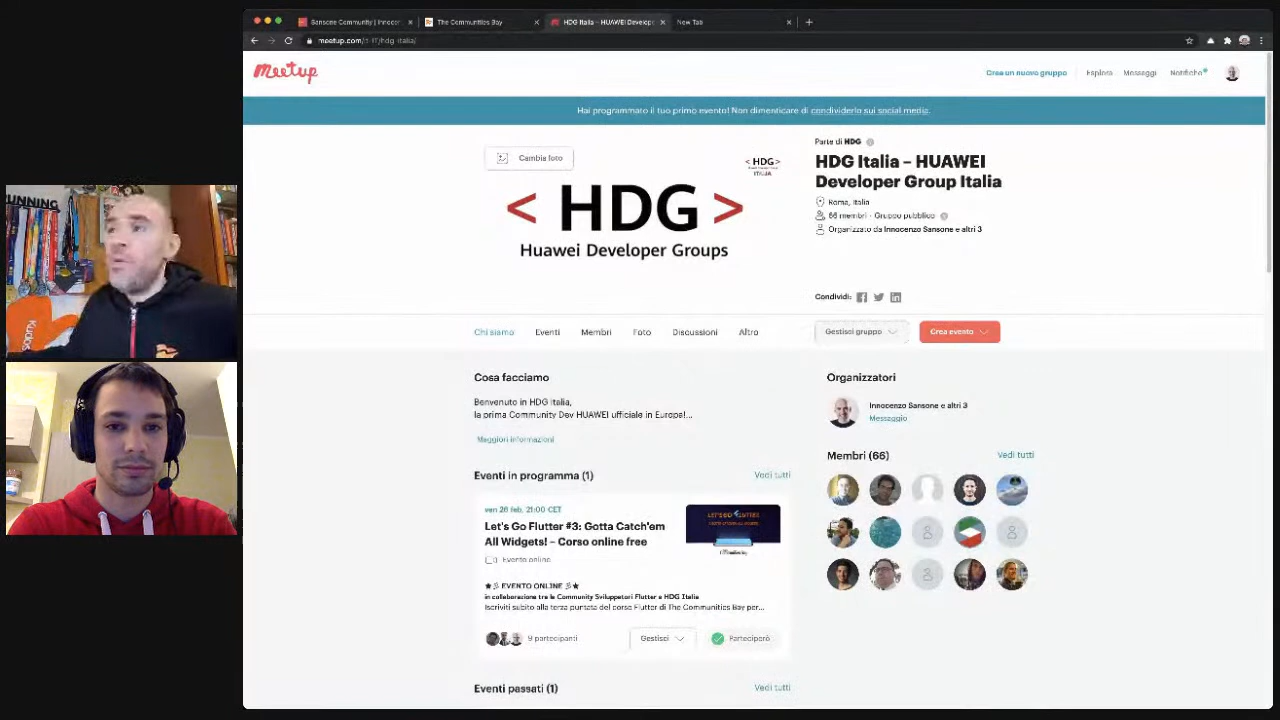 Sansone Community | Innocen
The Communities Bay
HDG Italia – HUAWEI Develope
New Tab
meetup.com/it-IT/hdg-italia/
meetup
Crea un nuovo gruppo
Esplora
Messaggi
Notifiche
Hai programmato il tuo primo evento! Non dimenticare di condividerlo sui social media.
Cambia foto
< HDG >
ITALIA
< HDG >
Huawei Developer Groups
Parte di HDG
HDG Italia – HUAWEI
Developer Group Italia
Roma, Italia
66 membri · Gruppo pubblico
Organizzato da Innocenzo Sansone e altri 3
Condividi:
Chi siamo
Eventi
Membri
Foto
Discussioni
Altro
Gestisci gruppo
Crea evento
Cosa facciamo
Benvenuto in HDG Italia,
la prima Community Dev HUAWEI ufficiale in Europa!...
Maggiori informazioni
Eventi in programma (1)
Vedi tutti
ven 26 feb, 21:00 CET
Let's Go Flutter #3: Gotta Catch'em
All Widgets! – Corso online free
Evento online
EVENTO ONLINE
in collaborazione tra le Community Sviluppatori Flutter e HDG Italia
Iscriviti subito alla terza puntata del corso Flutter di The Communities Bay per...
9 partecipanti
Gestisci
Parteciperò
Eventi passati (1)
Vedi tutti
Organizzatori
Innocenzo Sansone e altri 3
Messaggio
Membri (66)
Vedi tutti
LET'S GO FLUTTER
RUNNING